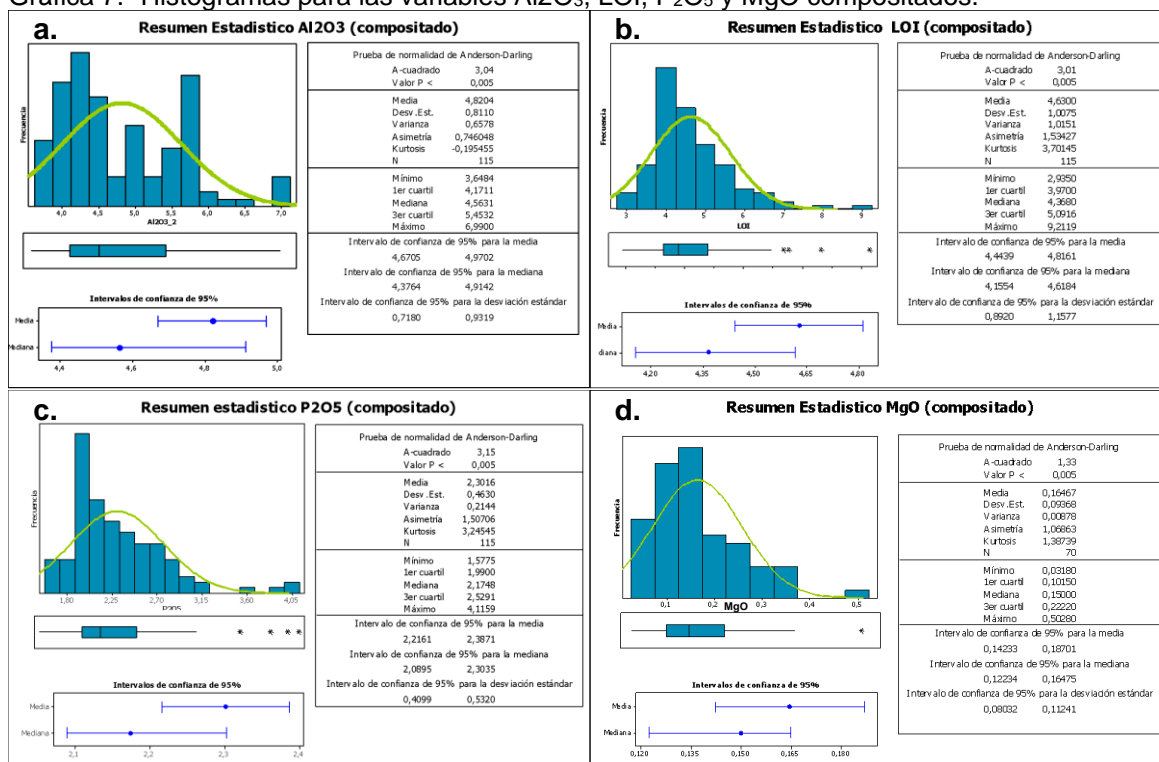 Gráfica 7. Histogramas para las variables Al2O3, LOI, P2O5 y MgO compositados.
a.
Resumen Estadistico Al2O3 (compositado)
Frecuencia
4,0 4,5 5,0 5,5 6,0 6,5 7,0
Al2O3_2
Intervalos de confianza de 95%
Media
Mediana
4,4 4,6 4,8 5,0
Prueba de normalidad de Anderson-Darling
A-cuadrado 3,04
Valor P < 0,005
Media 4,8204
Desv.Est. 0,8110
Varianza 0,6578
Asimetría 0,746048
Kurtosis -0,195455
N 115
Mínimo 3,6484
1er cuartil 4,1711
Mediana 4,5631
3er cuartil 5,4532
Máximo 6,9900
Intervalo de confianza de 95% para la media
4,6705 4,9702
Intervalo de confianza de 95% para la mediana
4,3764 4,9142
Intervalo de confianza de 95% para la desviación estándar
0,7180 0,9319
b.
Resumen Estadistico LOI (compositado)
Frecuencia
3 4 5 6 7 8 9
LOI
Intervalos de confianza de 95%
Media
diana
4,20 4,35 4,50 4,65 4,80
Prueba de normalidad de Anderson-Darling
A-cuadrado 3,01
Valor P < 0,005
Media 4,6300
Desv.Est. 1,0075
Varianza 1,0151
Asimetría 1,53427
Kurtosis 3,70145
N 115
Mínimo 2,9350
1er cuartil 3,9700
Mediana 4,3680
3er cuartil 5,0916
Máximo 9,2119
Intervalo de confianza de 95% para la media
4,4439 4,8161
Intervalo de confianza de 95% para la mediana
4,1554 4,6184
Intervalo de confianza de 95% para la desviación estándar
0,8920 1,1577
c.
Resumen estadistico P2O5 (compositado)
Frecuencia
1,80 2,25 2,70 3,15 3,60 4,05
P2O5
Intervalos de confianza de 95%
Media
Mediana
2,1 2,2 2,3 2,4
Prueba de normalidad de Anderson-Darling
A-cuadrado 3,15
Valor P < 0,005
Media 2,3016
Desv.Est. 0,4630
Varianza 0,2144
Asimetría 1,50706
Kurtosis 3,24545
N 115
Mínimo 1,5775
1er cuartil 1,9900
Mediana 2,1748
3er cuartil 2,5291
Máximo 4,1159
Intervalo de confianza de 95% para la media
2,2161 2,3871
Intervalo de confianza de 95% para la mediana
2,0895 2,3035
Intervalo de confianza de 95% para la desviación estándar
0,4099 0,5320
d.
Resumen Estadistico MgO (compositado)
Frecuencia
0,1 0,2 0,3 0,4 0,5
MgO
Intervalos de confianza de 95%
Media
Mediana
0,120 0,135 0,150 0,165 0,180
Prueba de normalidad de Anderson-Darling
A-cuadrado 1,33
Valor P < 0,005
Media 0,16467
Desv.Est. 0,09368
Varianza 0,00878
Asimetría 1,06863
Kurtosis 1,38739
N 70
Mínimo 0,03180
1er cuartil 0,10150
Mediana 0,15000
3er cuartil 0,22220
Máximo 0,50280
Intervalo de confianza de 95% para la media
0,14233 0,18701
Intervalo de confianza de 95% para la mediana
0,12234 0,16475
Intervalo de confianza de 95% para la desviación estándar
0,08032 0,11241